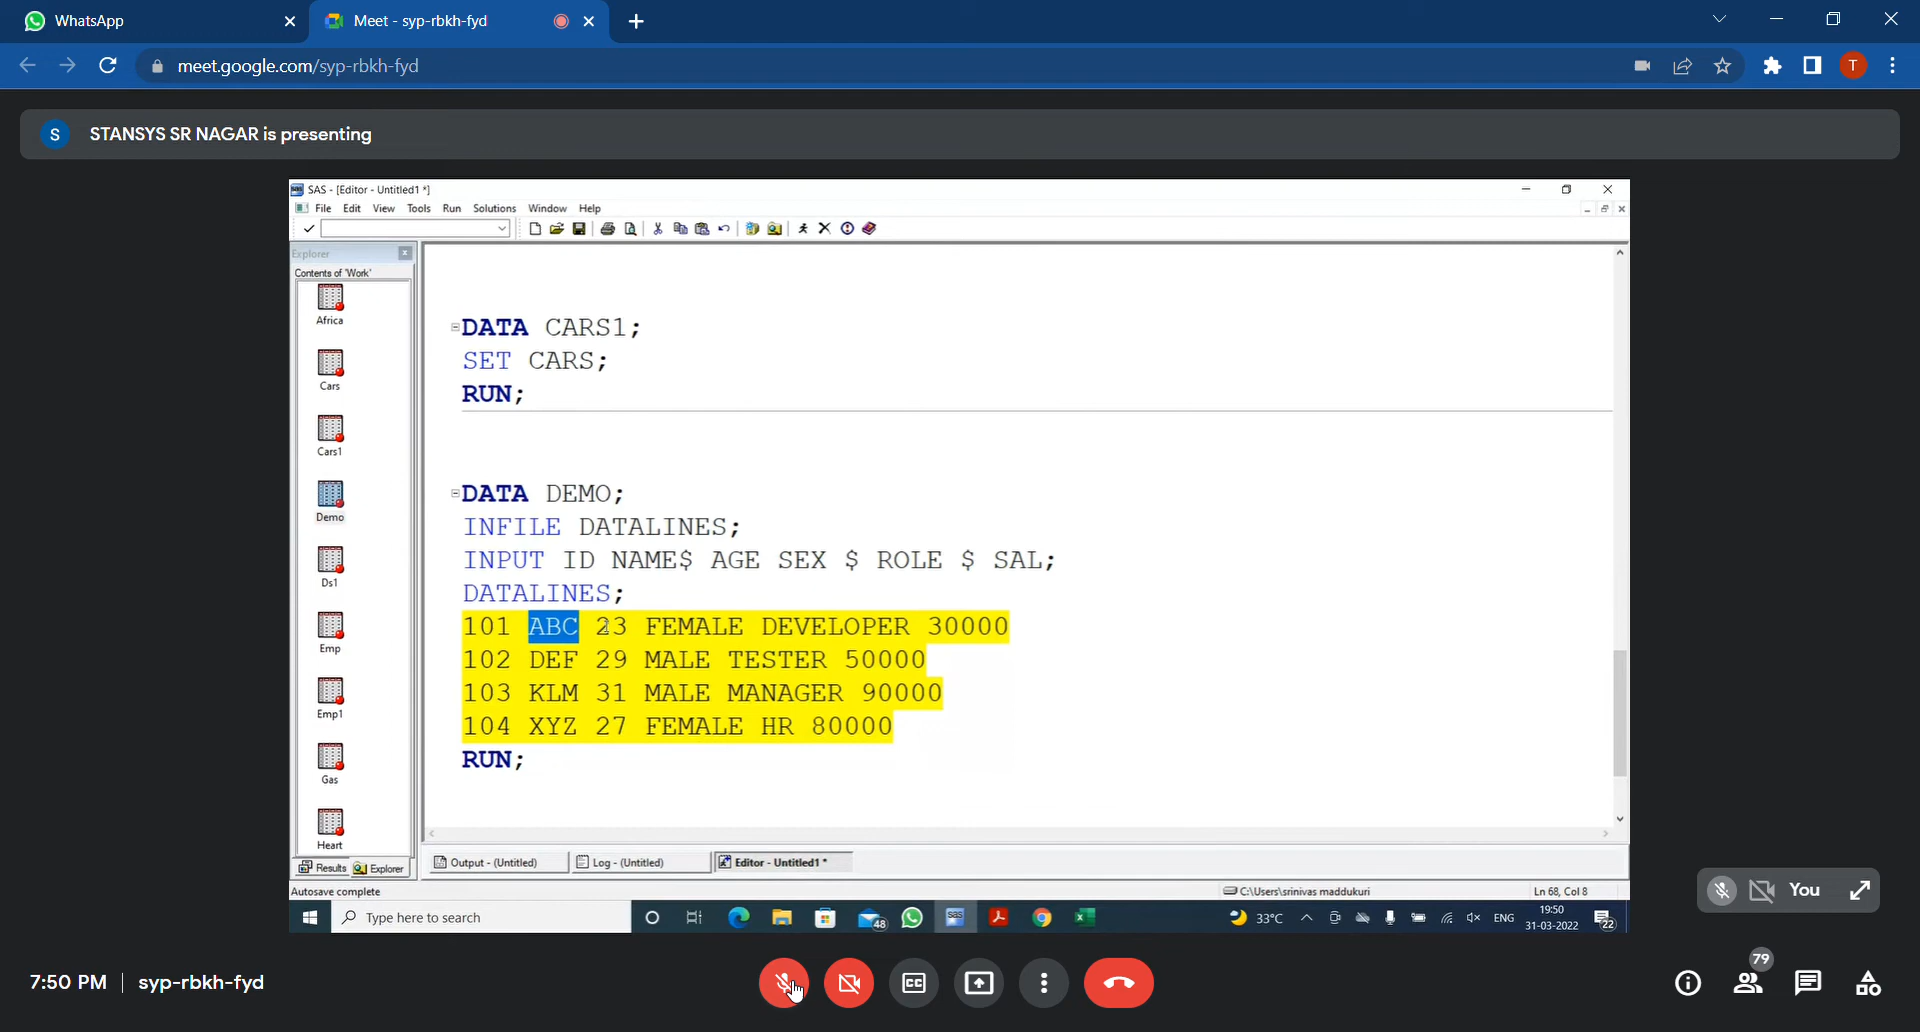 WhatsApp
Meet - syp-rbkh-fyd
meet.google.com/syp-rbkh-fyd
T
S STANSYS SR NAGAR is presenting
SAS - [Editor - Untitled1 *]
File Edit View Tools Run Solutions Window Help
Explorer
Contents of 'Work'
Africa
Cars
Cars1
Demo
Ds1
Emp
Emp1
Gas
Heart
DATA CARS1;
SET CARS;
RUN;
DATA DEMO;
INFILE DATALINES;
INPUT ID NAME$ AGE SEX $ ROLE $ SAL;
DATALINES;
101 ABC 23 FEMALE DEVELOPER 30000
102 DEF 29 MALE TESTER 50000
103 KLM 31 MALE MANAGER 90000
104 XYZ 27 FEMALE HR 80000
RUN;
Results Explorer
Output - (Untitled) Log - (Untitled) Editor - Untitled1 *
Autosave complete C:\Users\srinivas maddukuri Ln 68, Col 8
Type here to search 48 sas 33°C ENG 19:50 31-03-2022 22
You
7:50 PM syp-rbkh-fyd CC 79